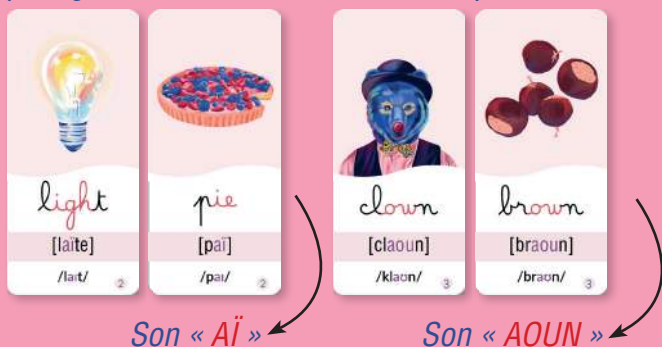 light
[laïte]
/laɪt/
2
pie
[paï]
/paɪ/
2
clown
[claoun]
/klaʊn/
3
brown
[braoun]
/braʊn/
3
Son « AÏ »
Son « AOUN »